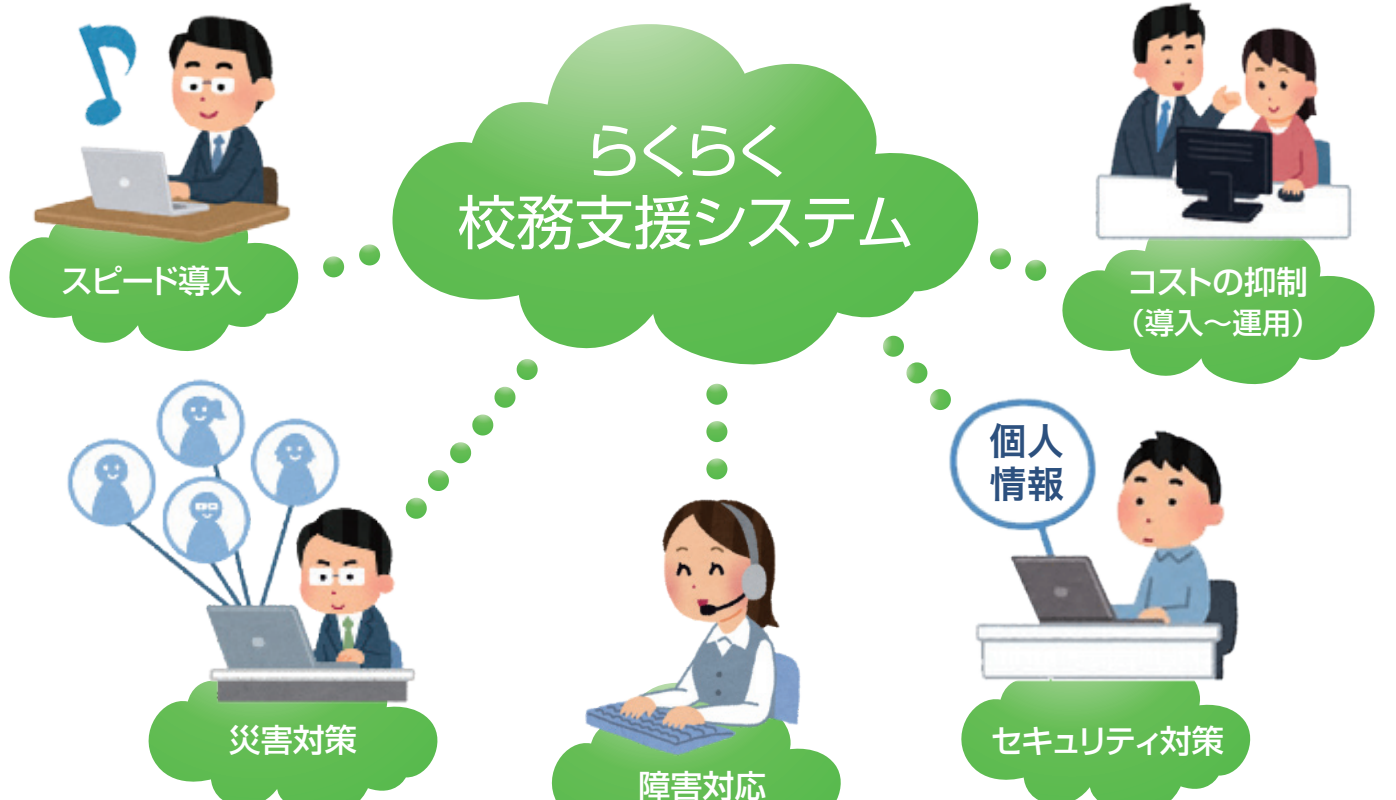 らくらく
校務支援システム
スピード導入
コストの抑制
（導入～運用）
個人
情報
災害対策
障害対応
セキュリティ対策